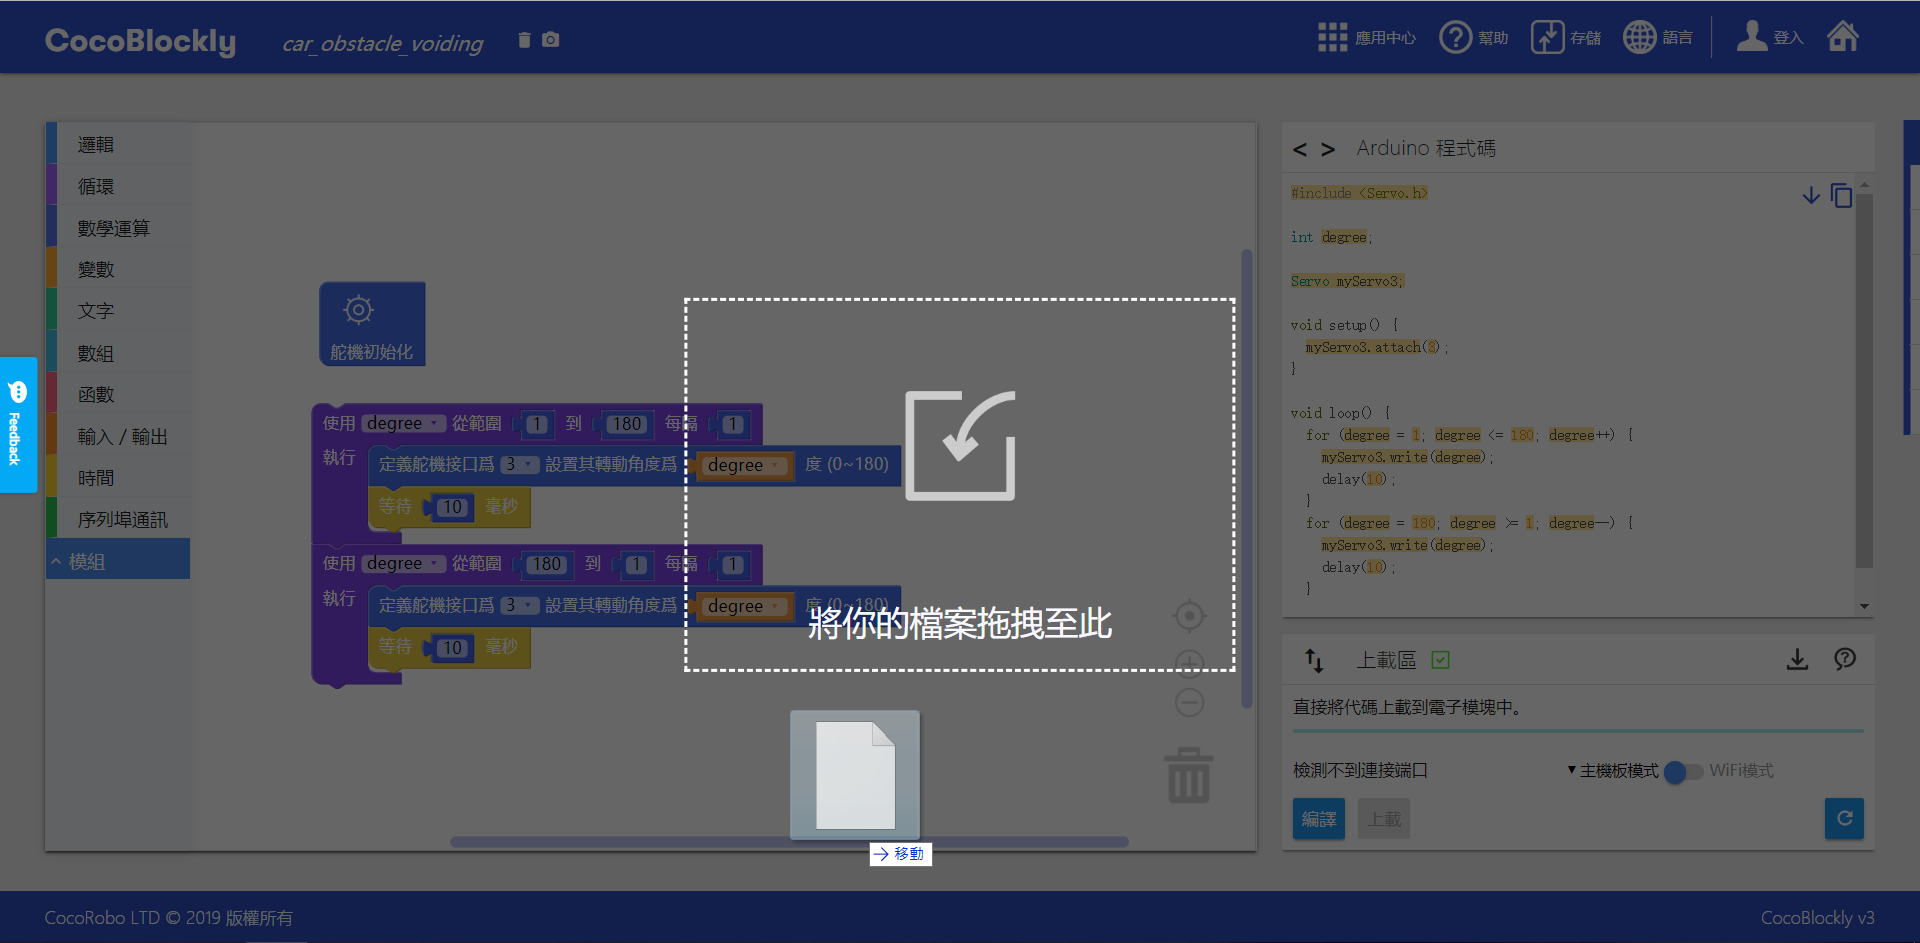 CocoBlockly
car_obstacle_voiding
應用中心
幫助
存儲
語言
登入
邏輯
循環
數學運算
變數
文字
數組
函數
輸入 / 輸出
時間
序列埠通訊
模組
Feedback
舵機初始化
使用 degree 從範圍 1 到 180 每隔 1
執行 定義舵機接口爲 3 設置其轉動角度爲 degree 度 (0~180)
等待 10 毫秒
使用 degree 從範圍 180 到 1 每隔 1
執行 定義舵機接口爲 3 設置其轉動角度爲 degree 度 (0~180)
等待 10 毫秒
將你的檔案拖拽至此
移動
< > Arduino 程式碼
#include <Servo.h>
int degree;
Servo myServo3;
void setup() {
myServo3.attach(8);
}
void loop() {
for (degree = 1; degree <= 180; degree++) {
myServo3.write(degree);
delay(10);
}
for (degree = 180; degree >= 1; degree--) {
myServo3.write(degree);
delay(10);
}
上載區
直接將代碼上載到電子模塊中。
檢測不到連接端口
主機板模式
WiFi模式
編譯
上載
CocoRobo LTD © 2019 版權所有
CocoBlockly v3